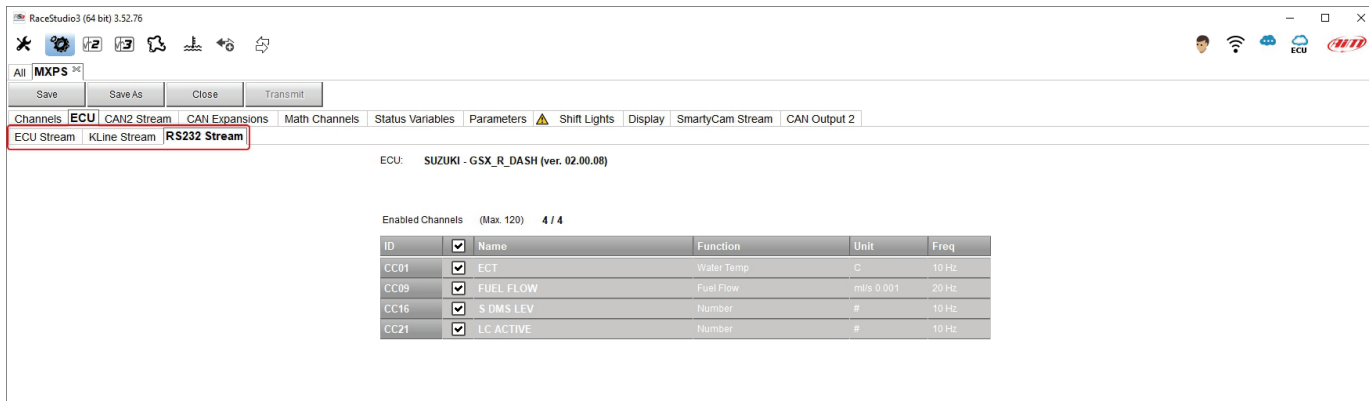 RaceStudio3 (64 bit) 3.52.76
ECU AiM
All MXPS
Save Save As Close Transmit
Channels ECU CAN2 Stream CAN Expansions Math Channels Status Variables Parameters Shift Lights Display SmartyCam Stream CAN Output 2
ECU Stream KLine Stream RS232 Stream
ECU: SUZUKI - GSX_R_DASH (ver. 02.00.08)
Enabled Channels (Max. 120) 4 / 4
ID Name Function Unit Freq
CC01 ECT Water Temp C 10 Hz
CC09 FUEL FLOW Fuel Flow ml/s 0.001 20 Hz
CC16 S DMS LEV Number # 10 Hz
CC21 LC ACTIVE Number # 10 Hz